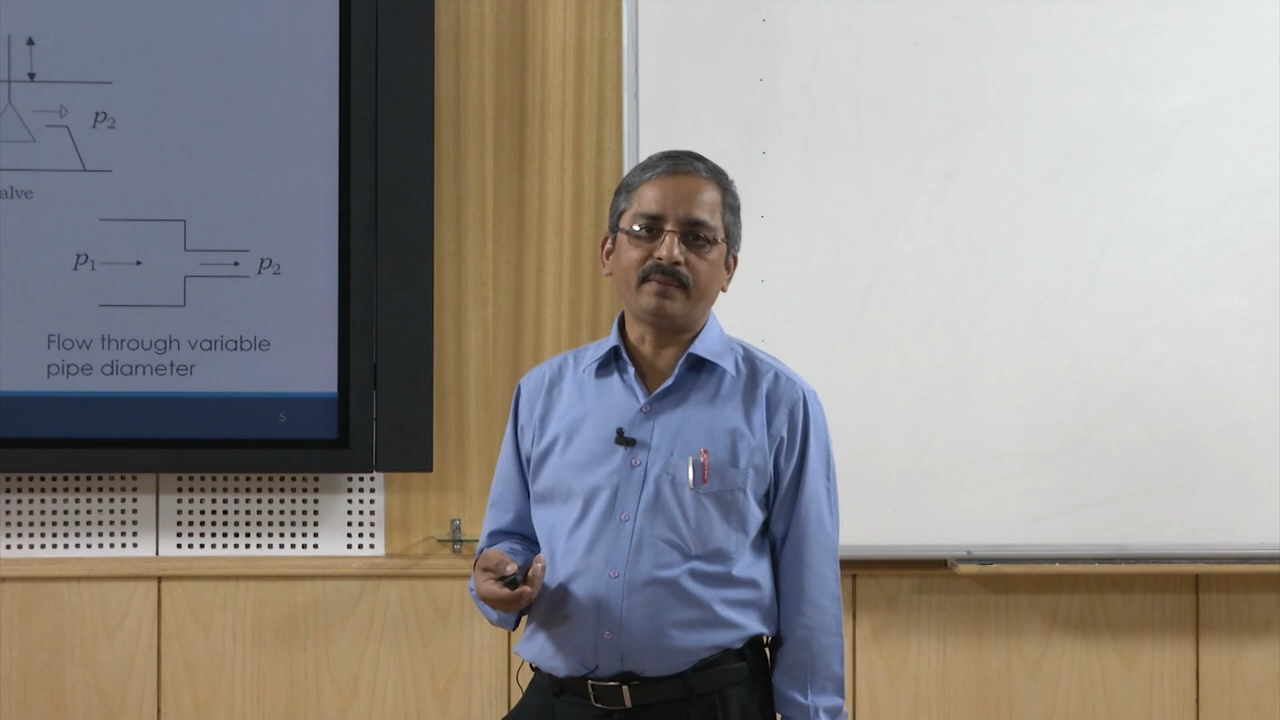 p₂
alve
p₁
p₂
Flow through variable
pipe diameter
5